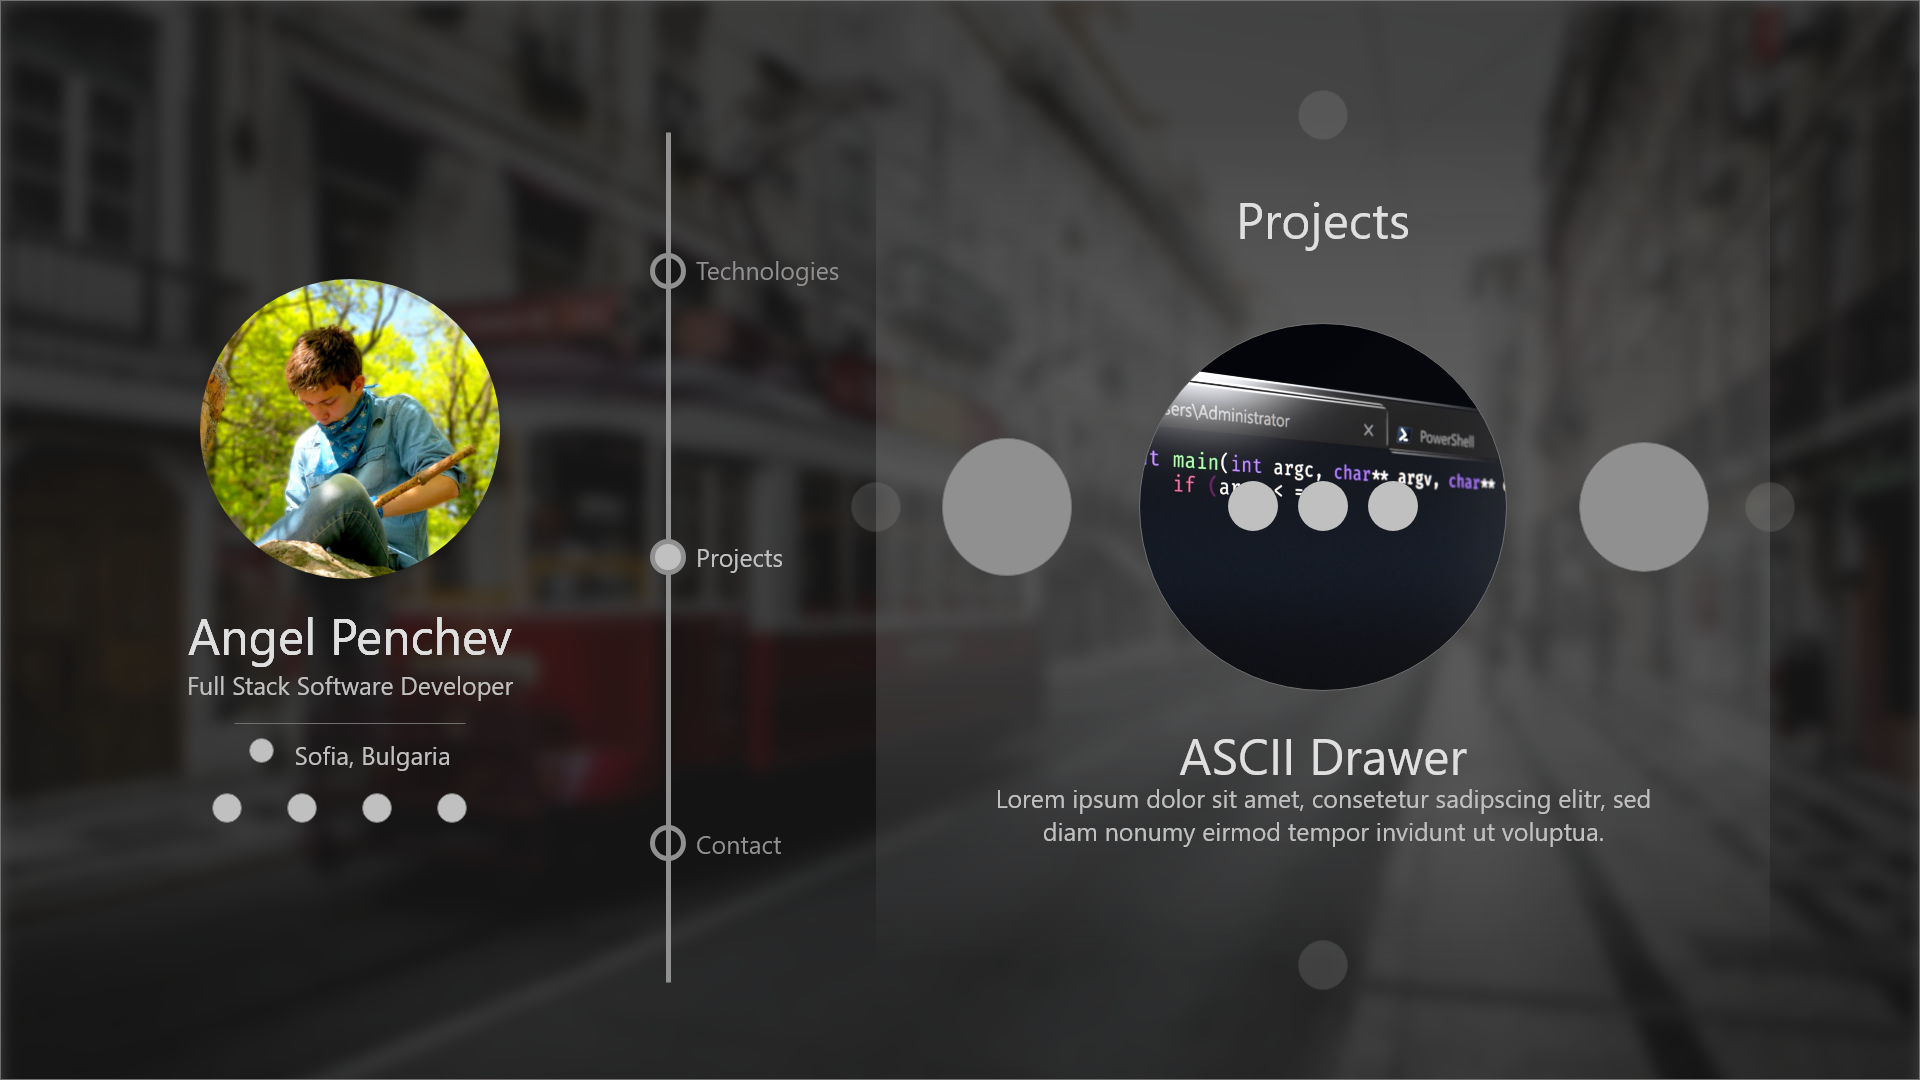 Angel Penchev
Full Stack Software Developer
Sofia, Bulgaria
Technologies
Projects
Contact
Projects
sers\Administrator
PowerShell
t main(int argc, char** argv, char**
if (ar < =
ASCII Drawer
Lorem ipsum dolor sit amet, consetetur sadipscing elitr, sed
diam nonumy eirmod tempor invidunt ut voluptua.